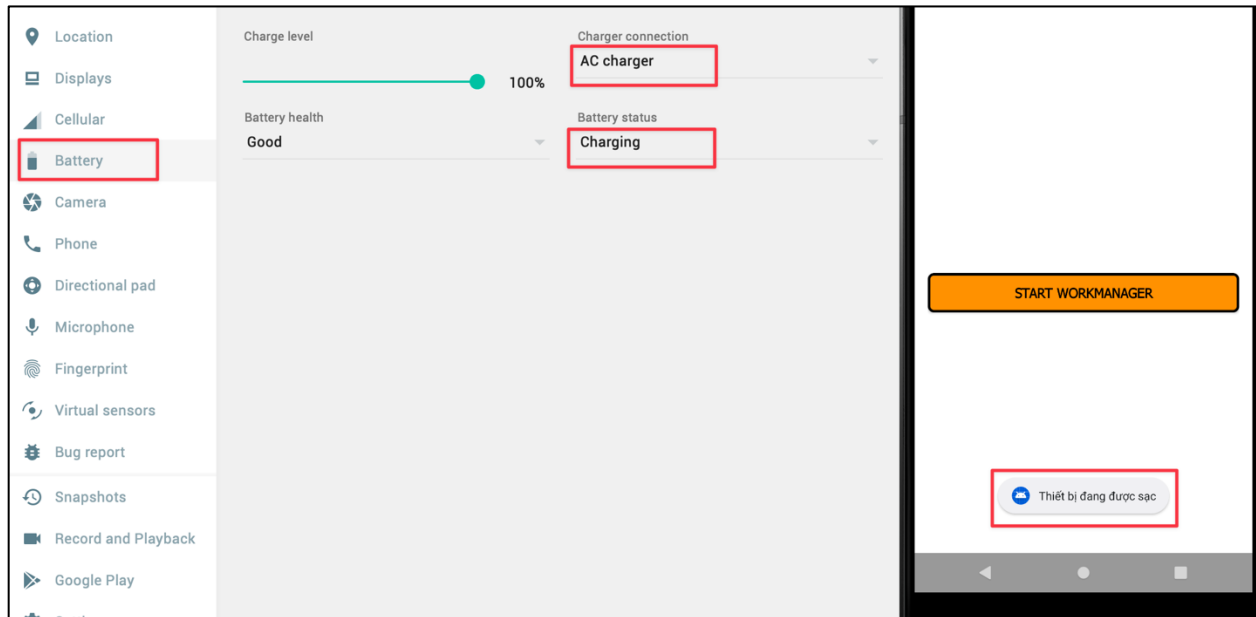 Location
Displays
Cellular
Battery
Camera
Phone
Directional pad
Microphone
Fingerprint
Virtual sensors
Bug report
Snapshots
Record and Playback
Google Play
Charge level
100%
Charger connection
AC charger
Battery health
Good
Battery status
Charging
START WORKMANAGER
Thiết bị đang được sạc